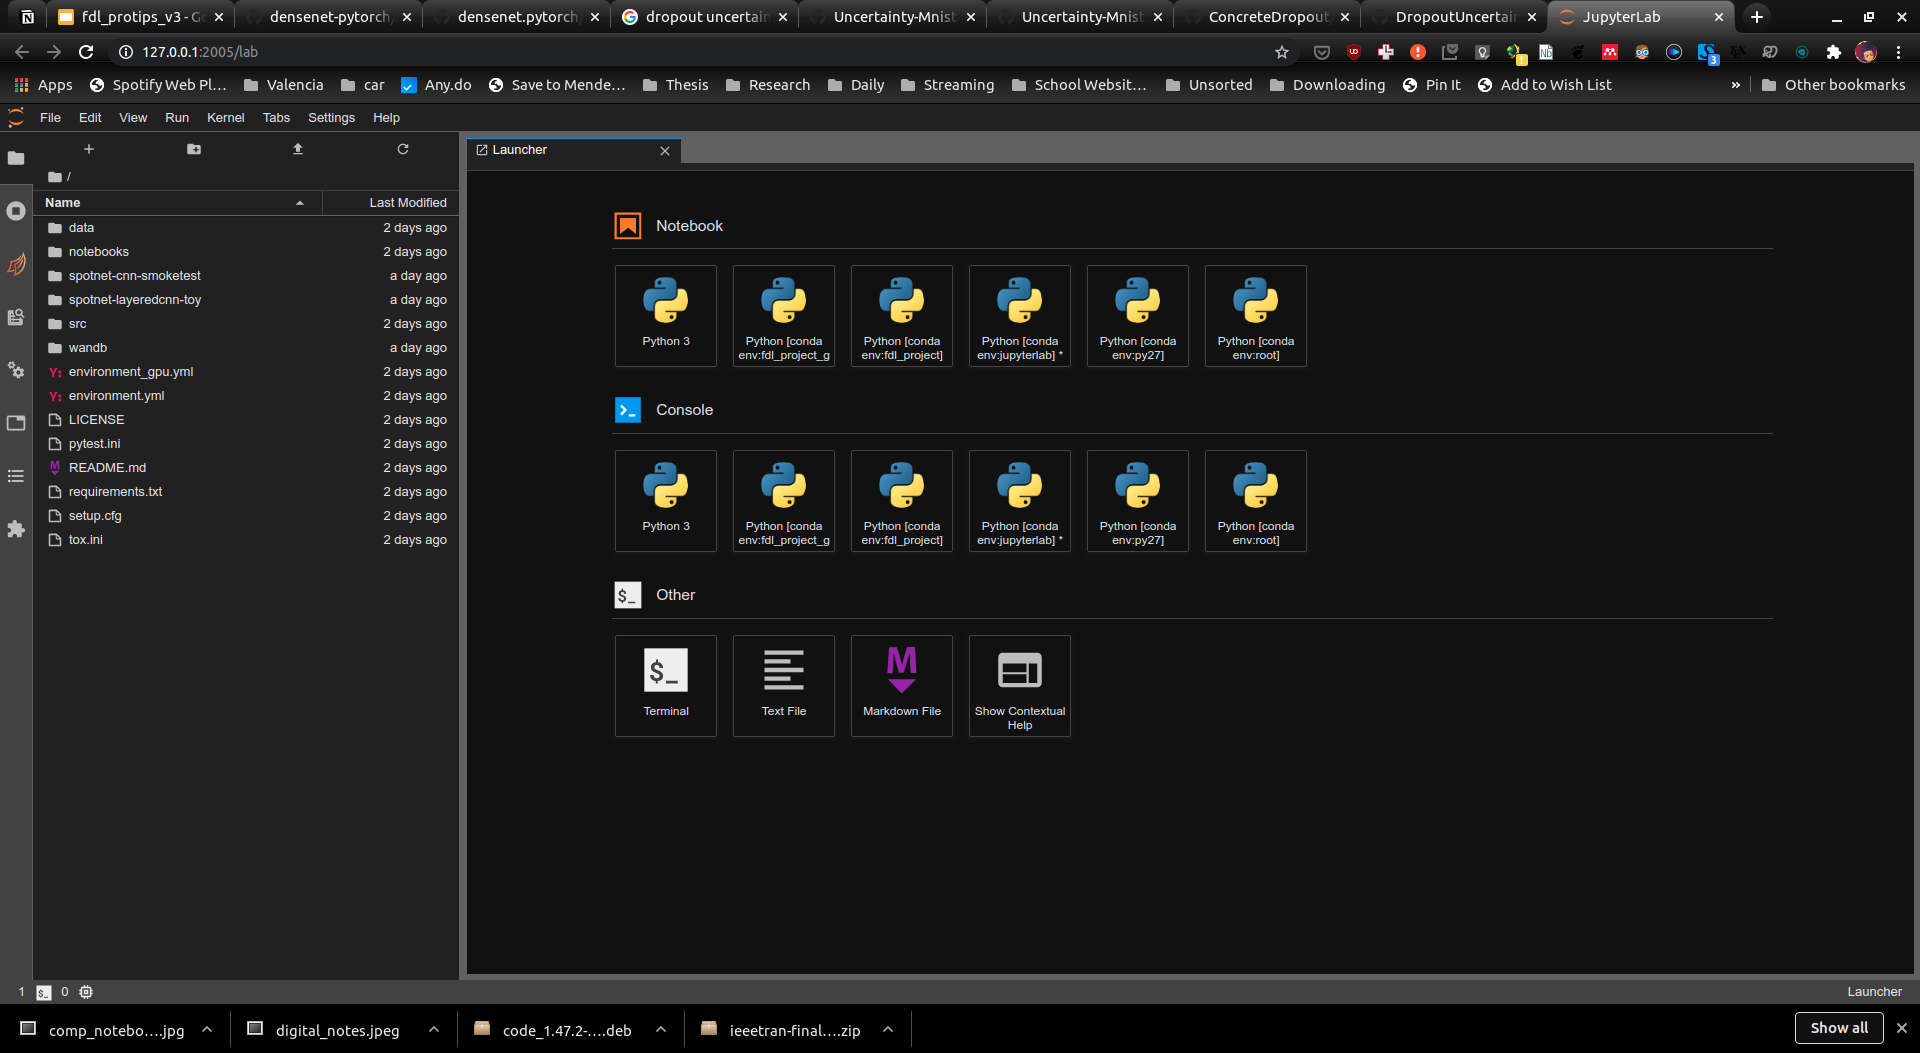 fdl_protips_v3 - Go
densenet-pytorch
densenet.pytorch
dropout uncertain
Uncertainty-Mnist
Uncertainty-Mnist
ConcreteDropout
DropoutUncertain
JupyterLab
127.0.0.1:2005/lab
Apps
Spotify Web Pl...
Valencia
car
Any.do
Save to Mende...
Thesis
Research
Daily
Streaming
School Websit...
Unsorted
Downloading
Pin It
Add to Wish List
»
Other bookmarks
File Edit View Run Kernel Tabs Settings Help
/
Launcher
Name Last Modified
data 2 days ago
notebooks 2 days ago
spotnet-cnn-smoketest a day ago
spotnet-layeredcnn-toy a day ago
src 2 days ago
wandb a day ago
environment_gpu.yml 2 days ago
environment.yml 2 days ago
LICENSE 2 days ago
pytest.ini 2 days ago
README.md 2 days ago
requirements.txt 2 days ago
setup.cfg 2 days ago
tox.ini 2 days ago
Notebook
Python 3
Python [conda
env:fdl_project_g
Python [conda
env:fdl_project]
Python [conda
env:jupyterlab] *
Python [conda
env:py27]
Python [conda
env:root]
Console
Python 3
Python [conda
env:fdl_project_g
Python [conda
env:fdl_project]
Python [conda
env:jupyterlab] *
Python [conda
env:py27]
Python [conda
env:root]
$_ Other
$_
Terminal
Text File
M
Markdown File
Show Contextual
Help
1 $_ 0
Launcher
comp_notebo....jpg
digital_notes.jpeg
code_1.47.2-....deb
ieeetran-final....zip
Show all